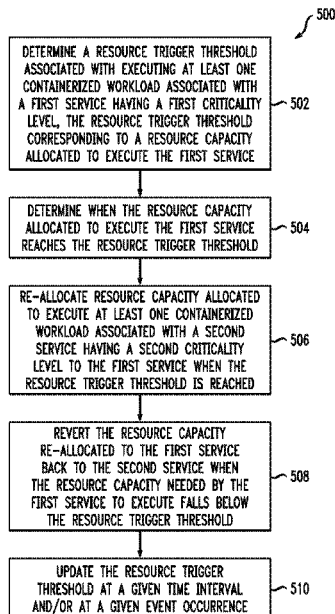 500
DETERMINE A RESOURCE TRIGGER THRESHOLD
ASSOCIATED WITH EXECUTING AT LEAST ONE
CONTAINERIZED WORKLOAD ASSOCIATED WITH
A FIRST SERVICE HAVING A FIRST CRITICALITY
LEVEL, THE RESOURCE TRIGGER THRESHOLD
CORRESPONDING TO A RESOURCE CAPACITY
ALLOCATED TO EXECUTE THE FIRST SERVICE
502
DETERMINE WHEN THE RESOURCE CAPACITY
ALLOCATED TO EXECUTE THE FIRST SERVICE
REACHES THE RESOURCE TRIGGER THRESHOLD
504
RE-ALLOCATE RESOURCE CAPACITY ALLOCATED
TO EXECUTE AT LEAST ONE CONTAINERIZED
WORKLOAD ASSOCIATED WITH A SECOND
SERVICE HAVING A SECOND CRITICALITY
LEVEL TO THE FIRST SERVICE WHEN THE
RESOURCE TRIGGER THRESHOLD IS REACHED
506
REVERT THE RESOURCE CAPACITY
RE-ALLOCATED TO THE FIRST SERVICE
BACK TO THE SECOND SERVICE WHEN
THE RESOURCE CAPACITY NEEDED BY THE
FIRST SERVICE TO EXECUTE FALLS BELOW
THE RESOURCE TRIGGER THRESHOLD
508
UPDATE THE RESOURCE TRIGGER
THRESHOLD AT A GIVEN TIME INTERVAL
AND/OR AT A GIVEN EVENT OCCURRENCE
510